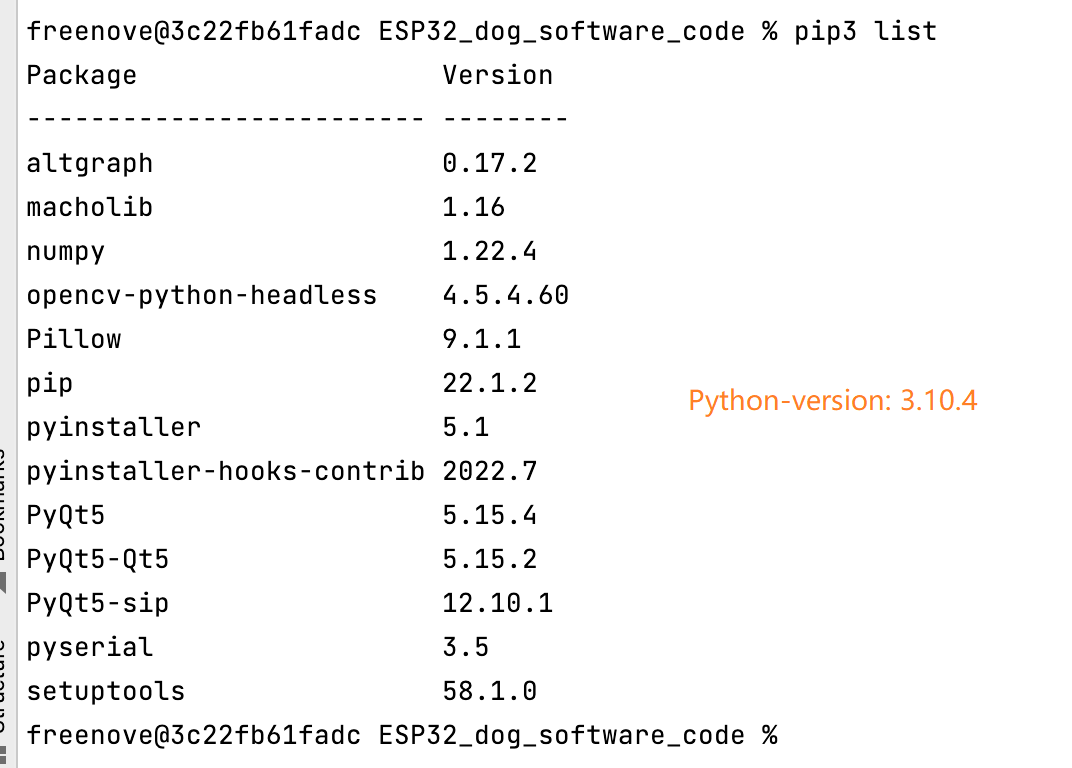 freenove@3c22fb61fadc ESP32_dog_software_code % pip3 list
Package                   Version
------------------------- --------
altgraph                  0.17.2
macholib                  1.16
numpy                     1.22.4
opencv-python-headless    4.5.4.60
Pillow                    9.1.1
pip                       22.1.2
Python-version: 3.10.4
pyinstaller               5.1
pyinstaller-hooks-contrib 2022.7
PyQt5                     5.15.4
PyQt5-Qt5                 5.15.2
PyQt5-sip                 12.10.1
pyserial                  3.5
setuptools                58.1.0
freenove@3c22fb61fadc ESP32_dog_software_code %